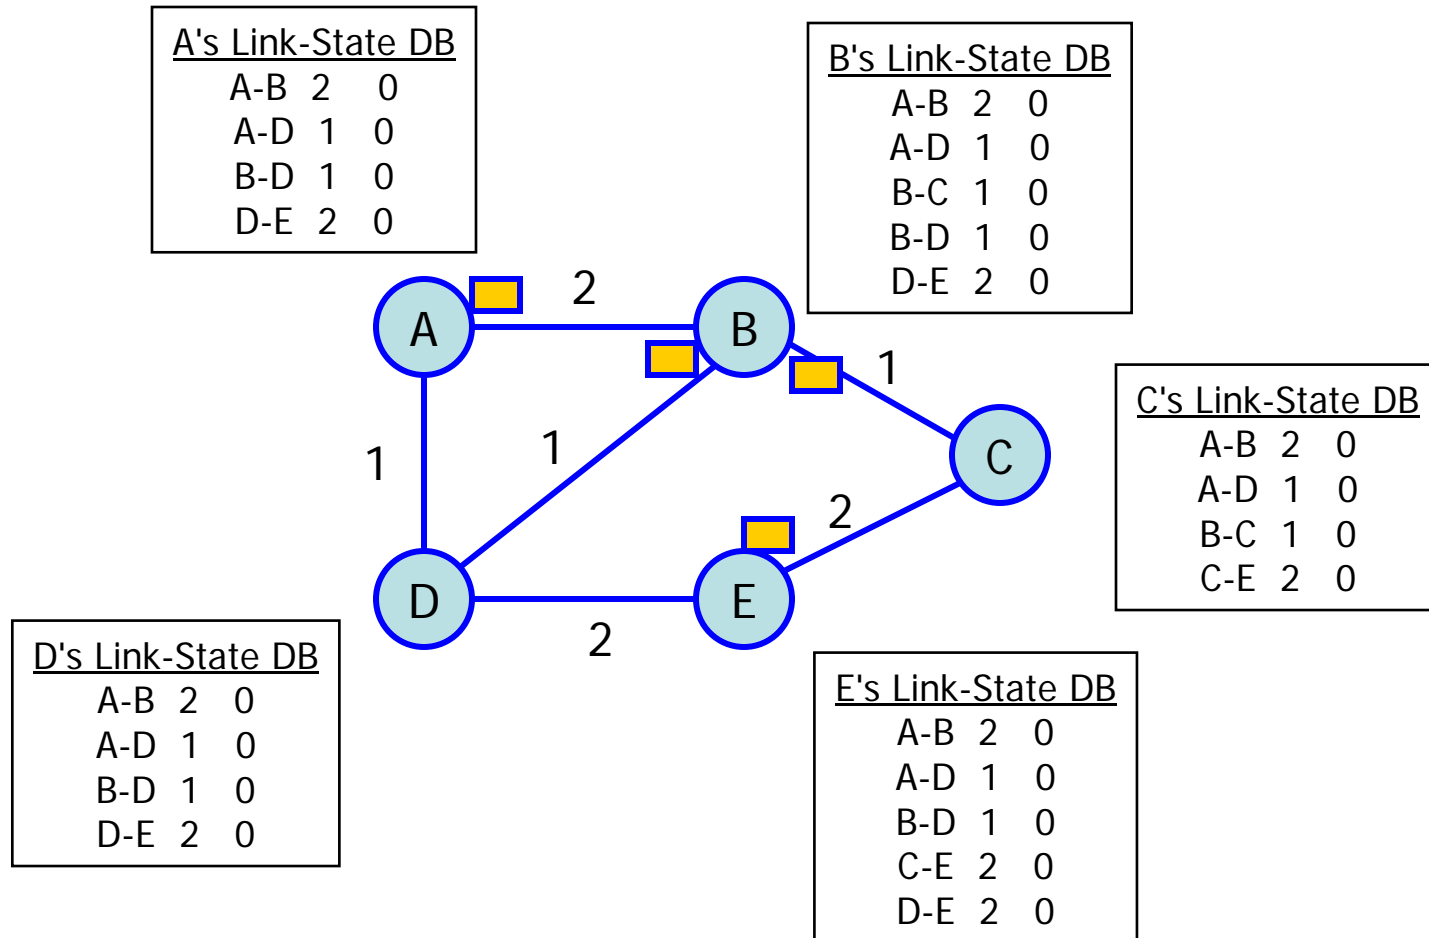 A's Link-State DB
A-B 2 0
A-D 1 0
B-D 1 0
D-E 2 0
B's Link-State DB
A-B 2 0
A-D 1 0
B-C 1 0
B-D 1 0
D-E 2 0
A
2
B
1
C
1
1
2
D
E
2
C's Link-State DB
A-B 2 0
A-D 1 0
B-C 1 0
C-E 2 0
D's Link-State DB
A-B 2 0
A-D 1 0
B-D 1 0
D-E 2 0
E's Link-State DB
A-B 2 0
A-D 1 0
B-D 1 0
C-E 2 0
D-E 2 0